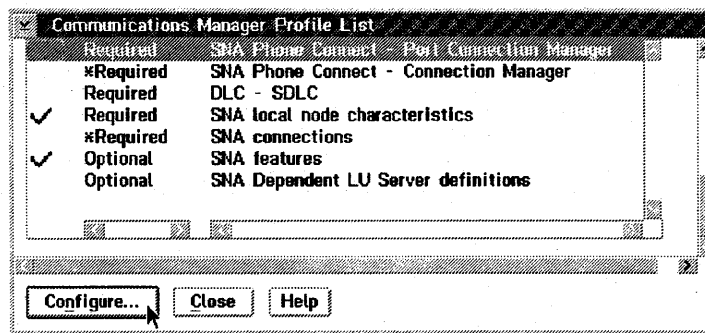 Communications Manager Profile List
Required SNA Phone Connect - Port Connection Manager
*Required SNA Phone Connect - Connection Manager
Required DLC - SDLC
Required SNA local node characteristics
*Required SNA connections
Optional SNA features
Optional SNA Dependent LU Server definitions
Configure... Close Help